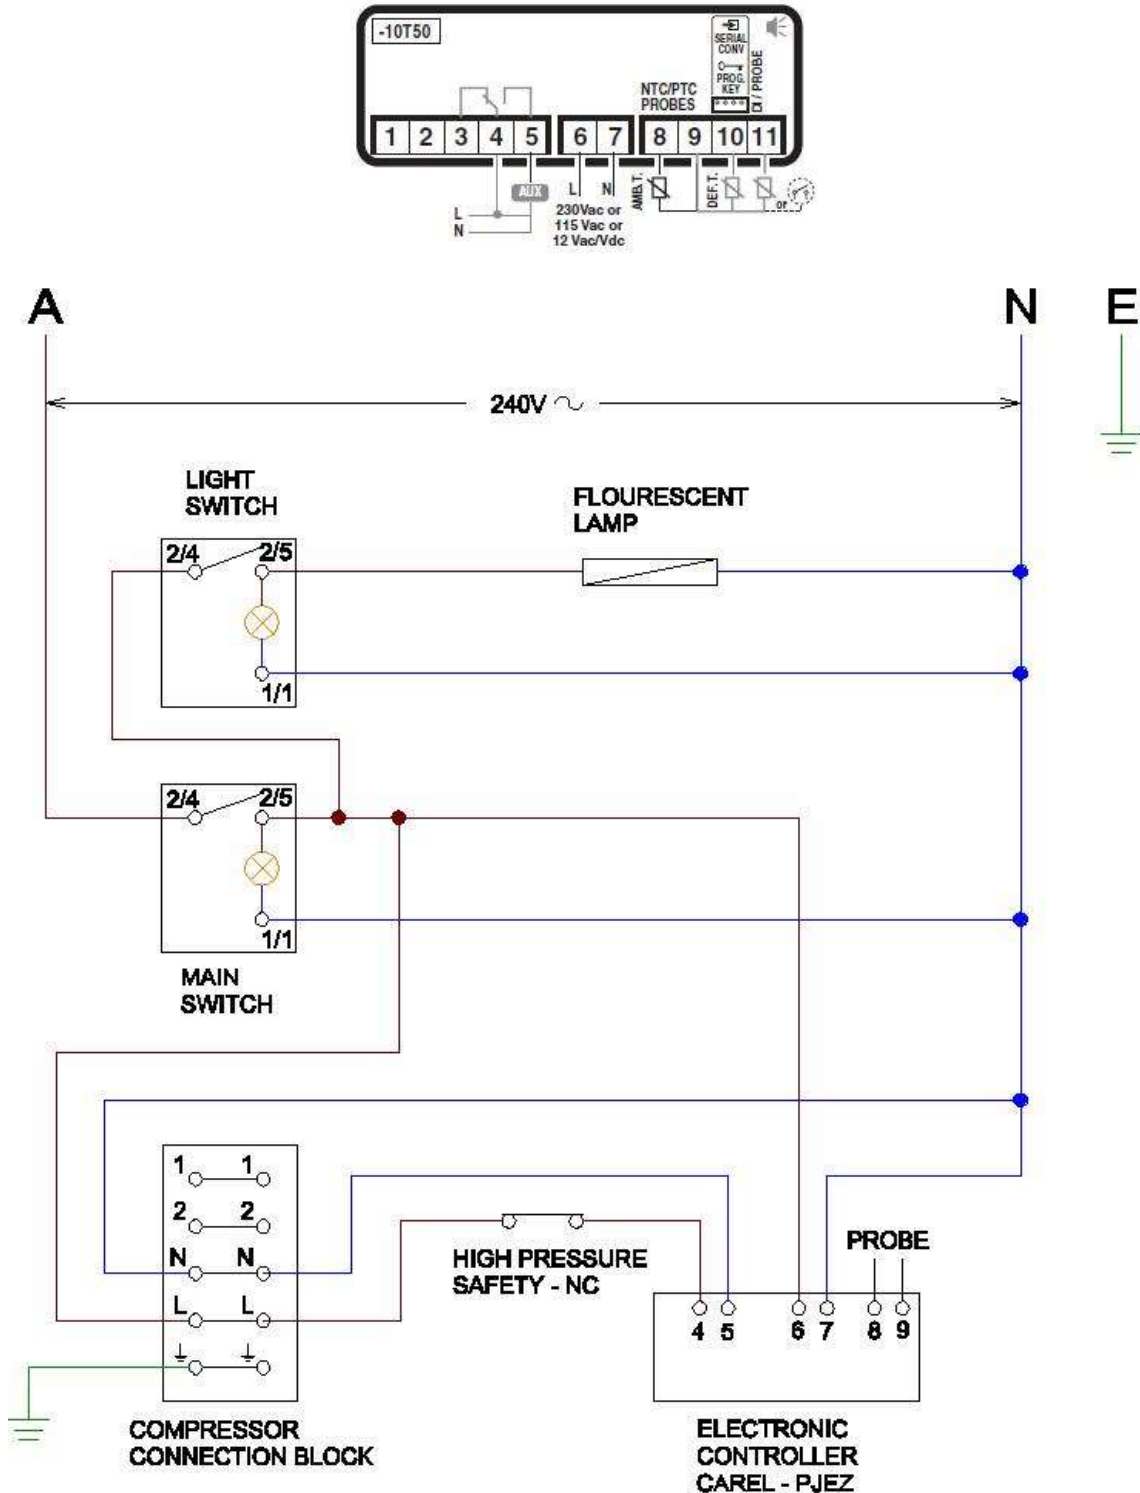 -10T50
SERIAL
CONV
PROG.
KEY
DI / PROBE
NTC/PTC
PROBES
1 2 3 4 5 6 7 8 9 10 11
AUX
L
N
L N
230Vac or
115 Vac or
12 Vac/Vdc
AMB.T.
DEF.T.
or
A N E
240V
LIGHT
SWITCH
FLOURESCENT
LAMP
2/4 2/5
1/1
2/4 2/5
1/1
MAIN
SWITCH
1 1
2 2
N N
L L
HIGH PRESSURE
SAFETY - NC
PROBE
4 5 6 7 8 9
COMPRESSOR
CONNECTION BLOCK
ELECTRONIC
CONTROLLER
CAREL - PJEZ